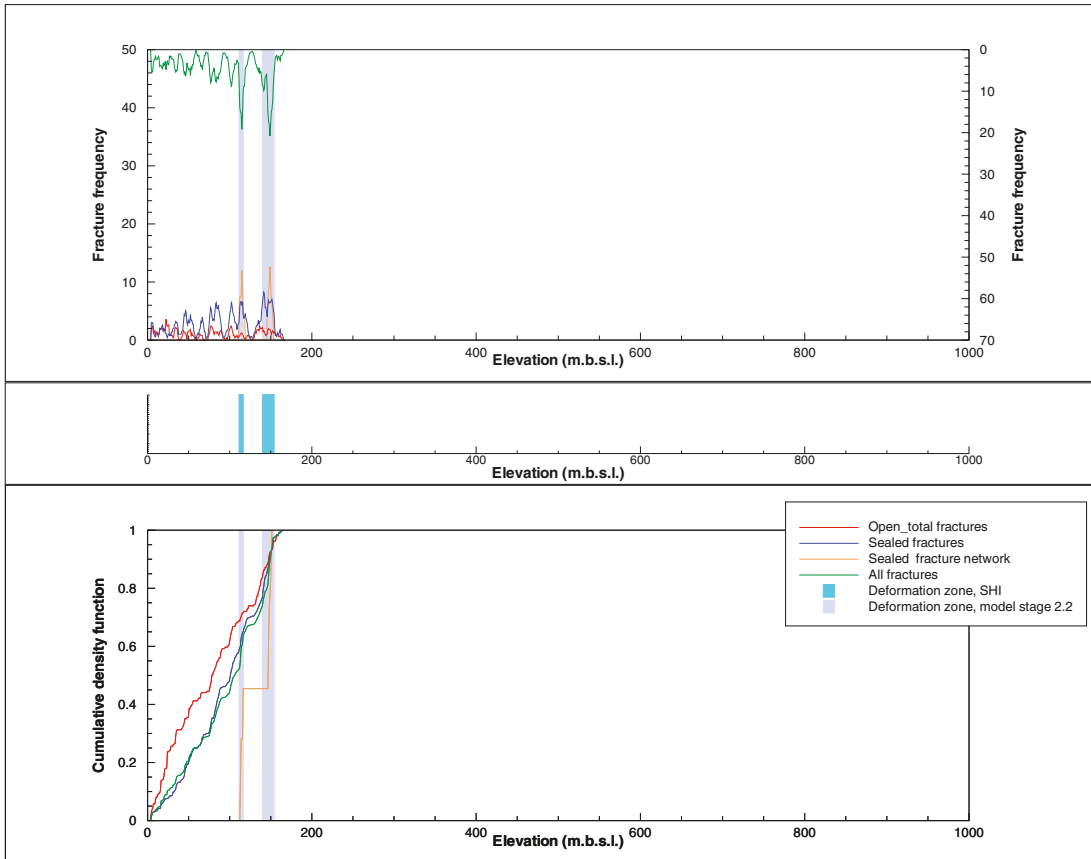 50
40
30
20
10
0
Fracture frequency
0
10
20
30
40
50
60
70
Fracture frequency
0 200 400 600 800 1000
Elevation (m.b.s.l.)
0 200 400 600 800 1000
Elevation (m.b.s.l.)
1
0.8
0.6
0.4
0.2
0
Cumulative density function
0 200 400 600 800 1000
Elevation (m.b.s.l.)
Open_total fractures
Sealed fractures
Sealed fracture network
All fractures
Deformation zone, SHI
Deformation zone, model stage 2.2